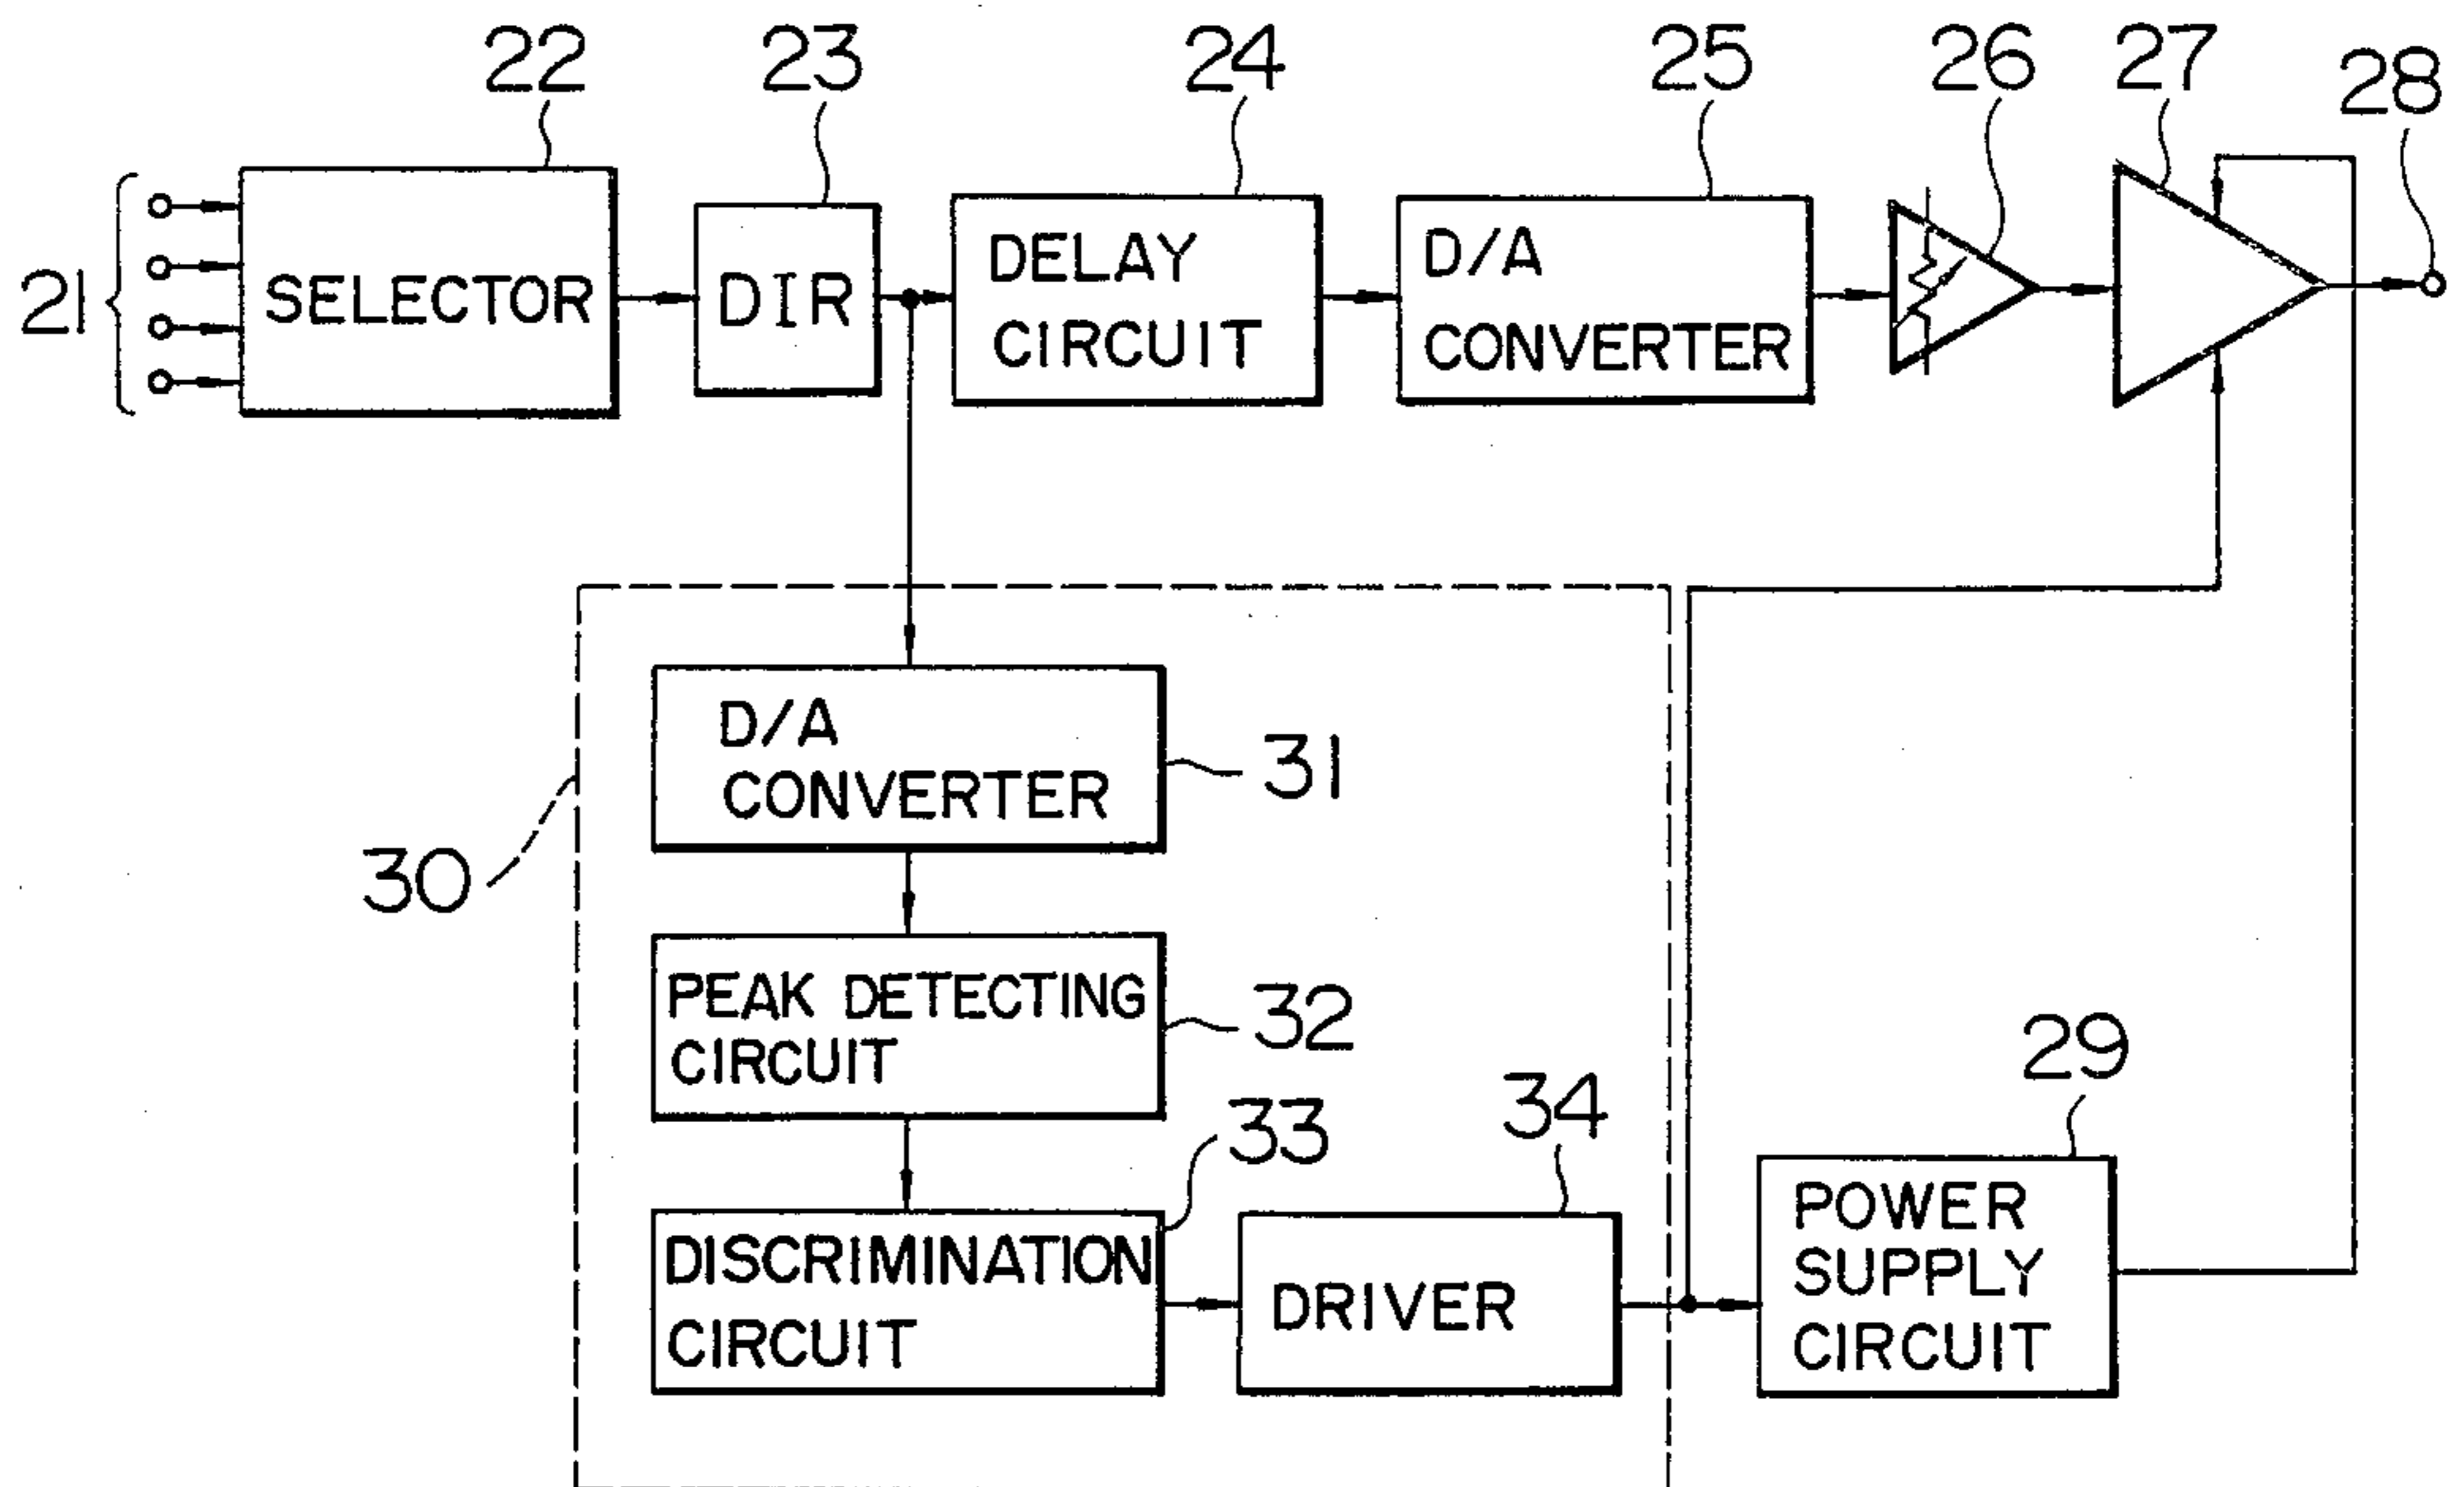 22
23
24
25
26
27
28
21
SELECTOR
DIR
DELAY
CIRCUIT
D/A
CONVERTER
D/A
CONVERTER
31
30
PEAK DETECTING
CIRCUIT
32
33
34
29
DISCRIMINATION
CIRCUIT
DRIVER
POWER
SUPPLY
CIRCUIT